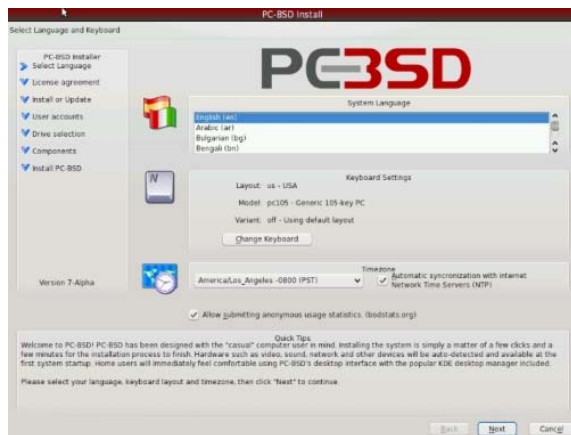 PC-BSD Install
Select Language and Keyboard
PC-BSD Installer
Select Language
License agreement
Install or Update
User accounts
Drive selection
Components
Install PC-BSD
Version 7-Alpha
PCBSD
System Language
English (en)
Arabic (ar)
Bulgarian (bg)
Bengali (bn)
N
Keyboard Settings
Layout: us - USA
Model: pc105 - Generic 105-key PC
Variant: off - Using default layout
Change Keyboard
Timezone
America/Los_Angeles -0800 (PST)
Automatic syncronization with internet
Network Time Servers (NTP)
Allow submitting anonymous usage statistics. (bsdstats.org)
Quick Tips
Welcome to PC-BSD! PC-BSD has been designed with the "casual" computer user in mind. Installing the system is simply a matter of a few clicks and a
few minutes for the installation process to finish. Hardware such as video, sound, network and other devices will be auto-detected and available at the
first system startup. Home users will immediately feel comfortable using PC-BSD's desktop interface with the popular KDE desktop manager included.
Please select your language, keyboard layout and timezone, then click "Next" to continue
Back
Next
Cancel